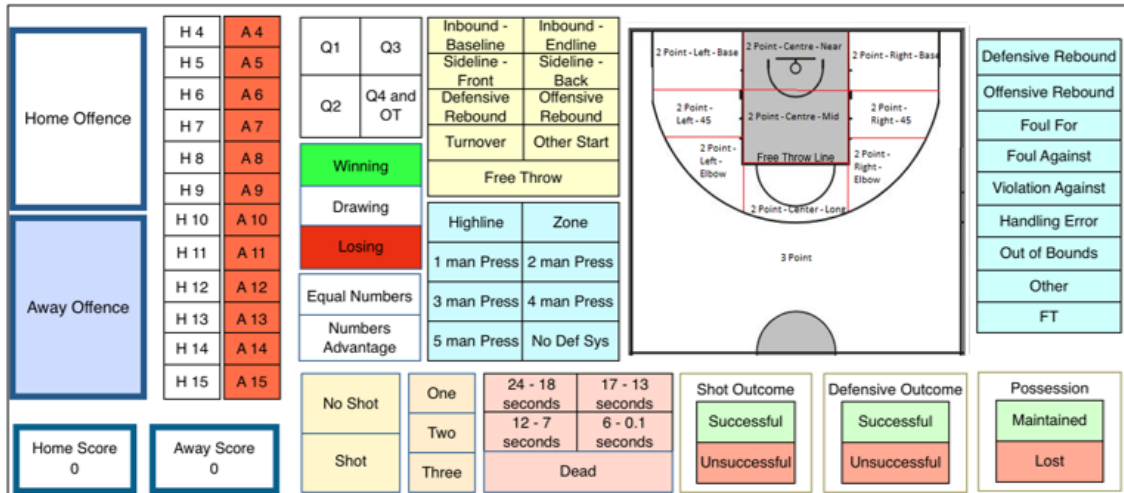 Home Offence
Away Offence
Home Score
0
Away Score
0
H 4
A 4
H 5
A 5
H 6
A 6
H 7
A 7
H 8
A 8
H 9
A 9
H 10
A 10
H 11
A 11
H 12
A 12
H 13
A 13
H 14
A 14
H 15
A 15
Q1
Q3
Q2
Q4 and
OT
Winning
Drawing
Losing
Equal Numbers
Numbers
Advantage
Inbound -
Baseline
Inbound -
Endline
Sideline -
Front
Sideline -
Back
Defensive
Rebound
Offensive
Rebound
Turnover
Other Start
Free Throw
Highline
Zone
1 man Press
2 man Press
3 man Press
4 man Press
5 man Press
No Def Sys
2 Point - Left - Base
2 Point - Centre - Near
2 Point - Right - Base
2 Point -
Left - 45
2 Point - Centre - Mid
2 Point -
Right - 45
2 Point
- Left -
Elbow
Free Throw Line
2 Point -
Right -
Elbow
2 Point - Center - Long
3 Point
Defensive Rebound
Offensive Rebound
Foul For
Foul Against
Violation Against
Handling Error
Out of Bounds
Other
FT
No Shot
Shot
One
Two
Three
24 - 18
seconds
17 - 13
seconds
12 - 7
seconds
6 - 0.1
seconds
Dead
Shot Outcome
Successful
Unsuccessful
Defensive Outcome
Successful
Unsuccessful
Possession
Maintained
Lost